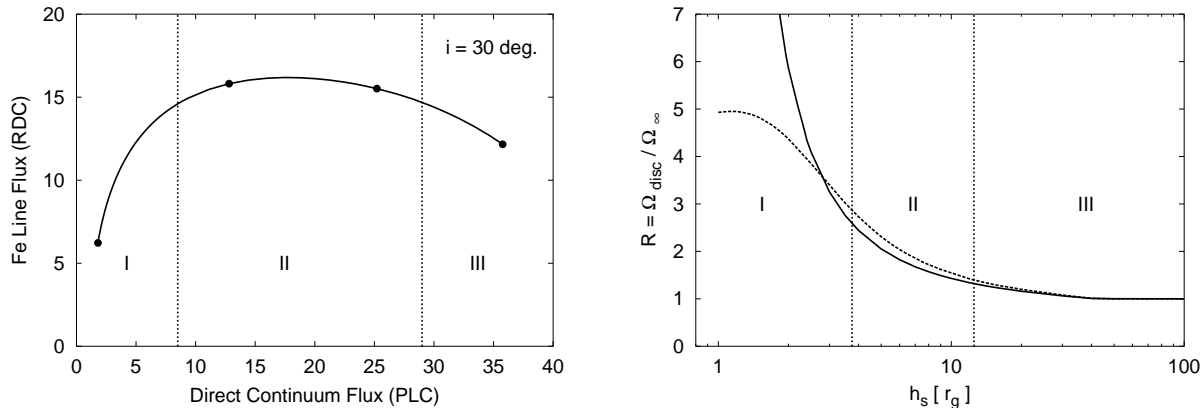 20
15
10
5
0
Fe Line Flux (RDC)
i = 30 deg.
I
II
III
0 5 10 15 20 25 30 35 40
Direct Continuum Flux (PLC)
7
6
5
4
3
2
1
0
R = Ω disc / Ω ∞
I
II
III
1 10 100
h_s [ r_g ]